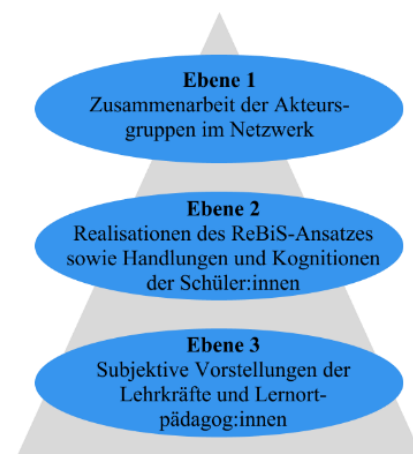 Ebene 1
Zusammenarbeit der Akteurs-
gruppen im Netzwerk
Ebene 2
Realisationen des ReBiS-Ansatzes
sowie Handlungen und Kognitionen
der Schüler:innen
Ebene 3
Subjektive Vorstellungen der
Lehrkräfte und Lernort-
pädagog:innen